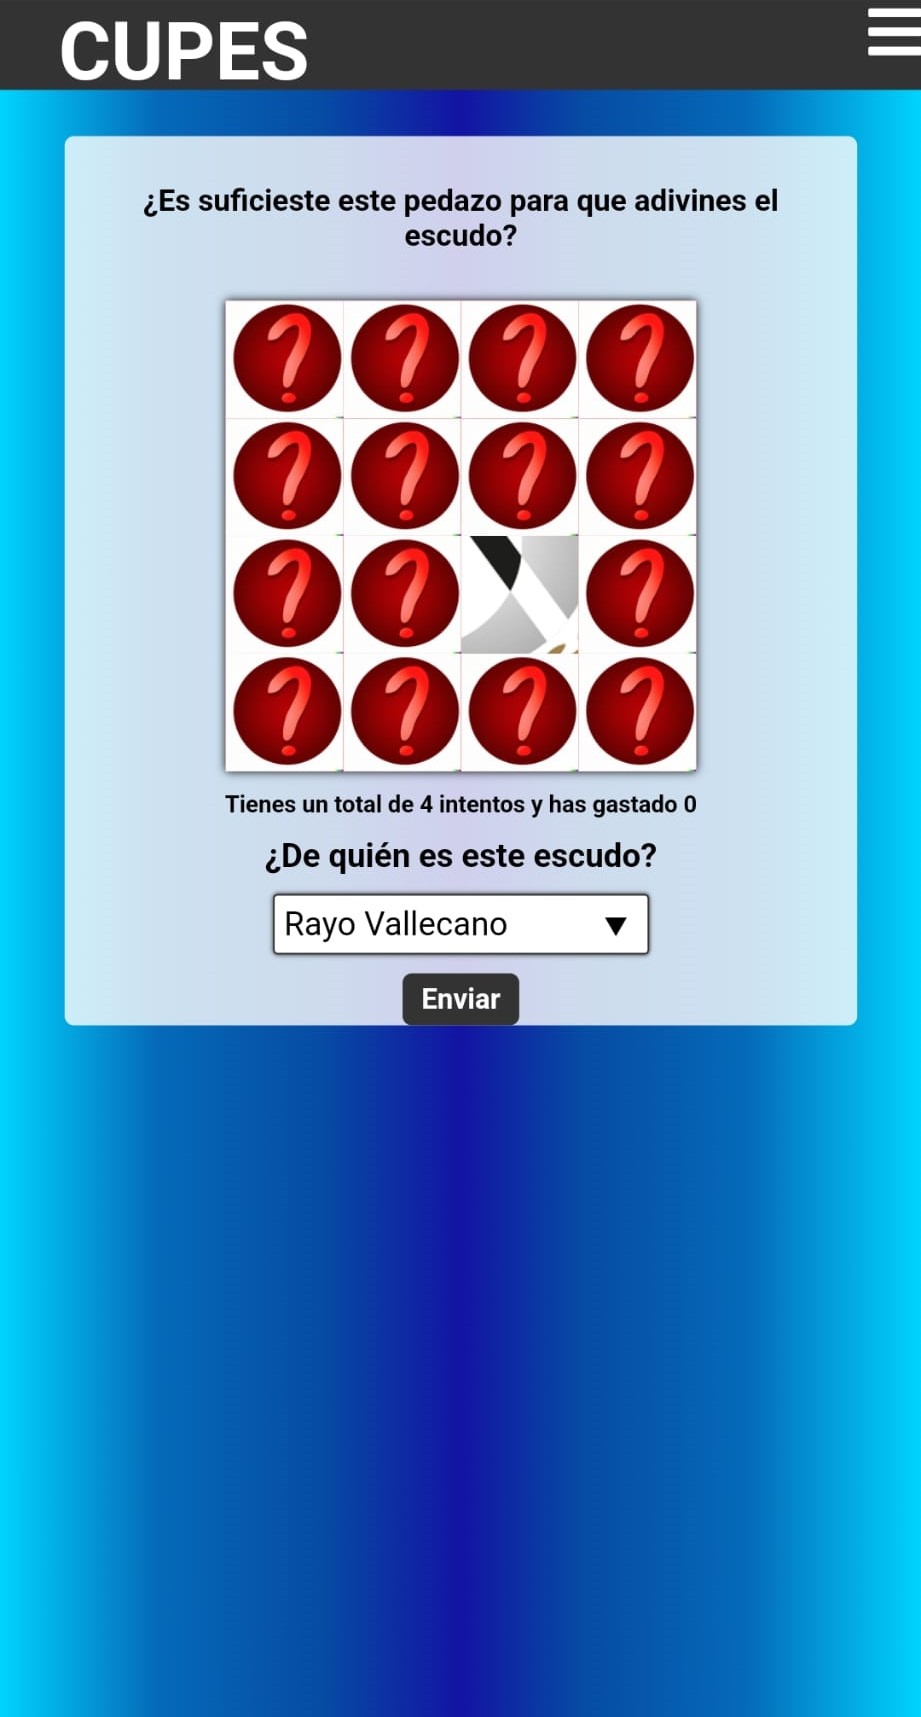 CUPES
¿Es suficieste este pedazo para que adivines el
escudo?
? ? ? ?
? ? ? ?
? ? ?
? ? ? ?
Tienes un total de 4 intentos y has gastado 0
¿De quién es este escudo?
Rayo Vallecano
Enviar